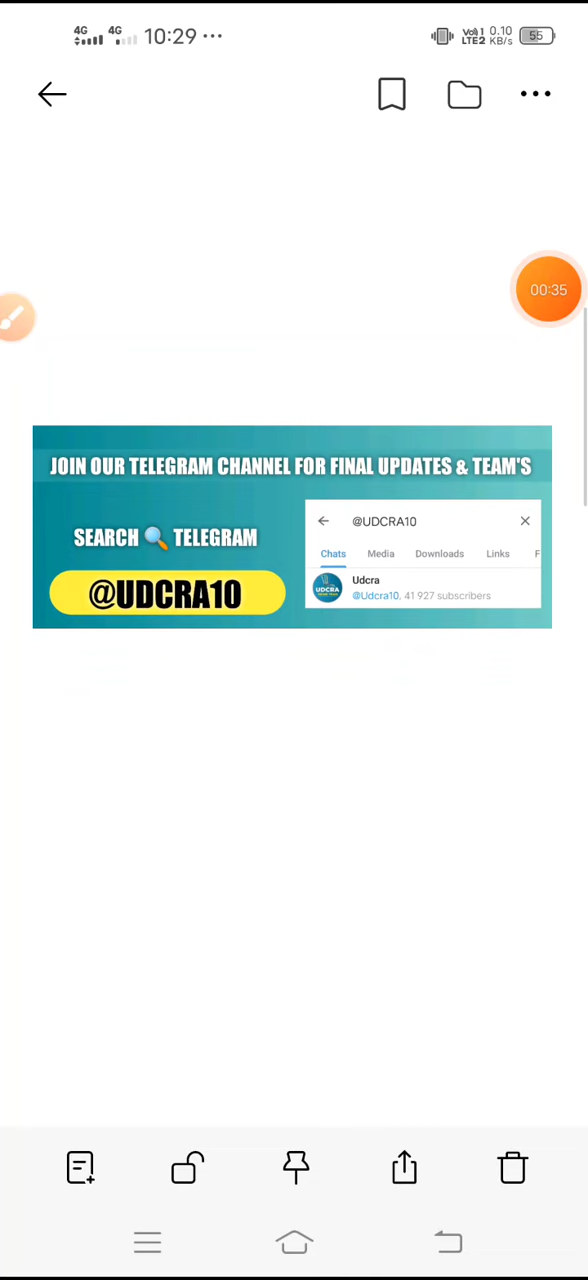 4G 4G 10:29 ··· Vo) 1 LTE2 0.10 KB/s 55
00:35
JOIN OUR TELEGRAM CHANNEL FOR FINAL UPDATES & TEAM'S
SEARCH 🔍 TELEGRAM
@UDCRA10
@UDCRA10
Chats Media Downloads Links F
UDCRA
Udcra
@Udcra10, 41 927 subscribers